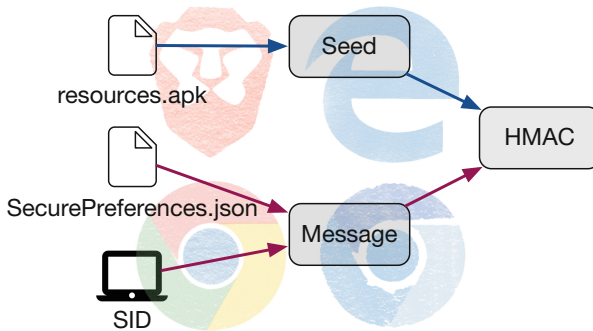 Seed
resources.apk
HMAC
SecurePreferences.json
Message
SID